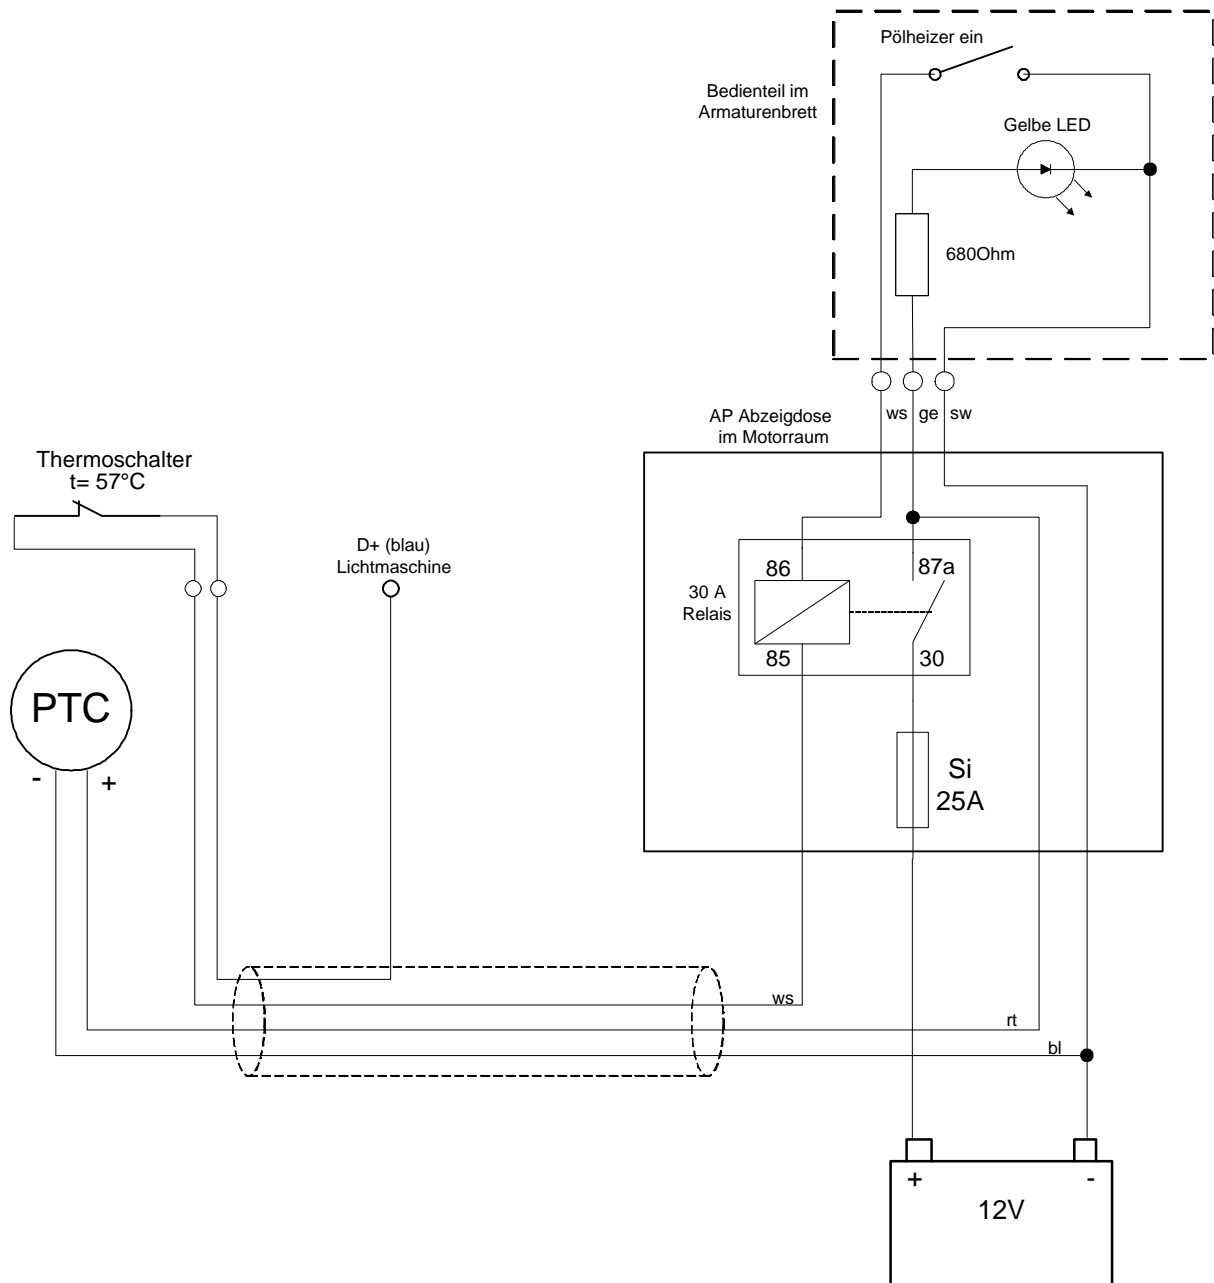 Pölheizer ein
Bedienteil im
Armaturenbrett
Gelbe LED
680Ohm
ws
ge
sw
AP Abzeigdose
im Motorraum
Thermoschalter
t= 57°C
D+ (blau)
Lichtmaschine
86
87a
30 A
Relais
85
30
PTC
-
+
Si
25A
ws
rt
bl
+
-
12V